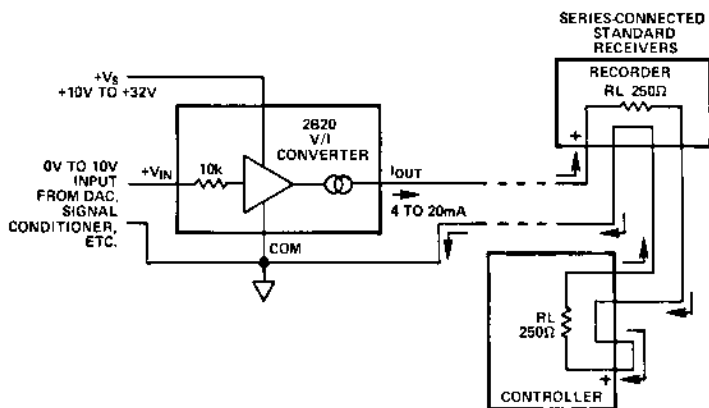 SERIES-CONNECTED
STANDARD
RECEIVERS
RECORDER
RL 250Ω
+
+VS
+10V TO +32V
2B20
V/I
CONVERTER
0V TO 10V
INPUT
FROM DAC,
SIGNAL
CONDITIONER,
ETC.
+VIN
10k
IOUT
4 TO 20mA
COM
RL
250Ω
+
CONTROLLER